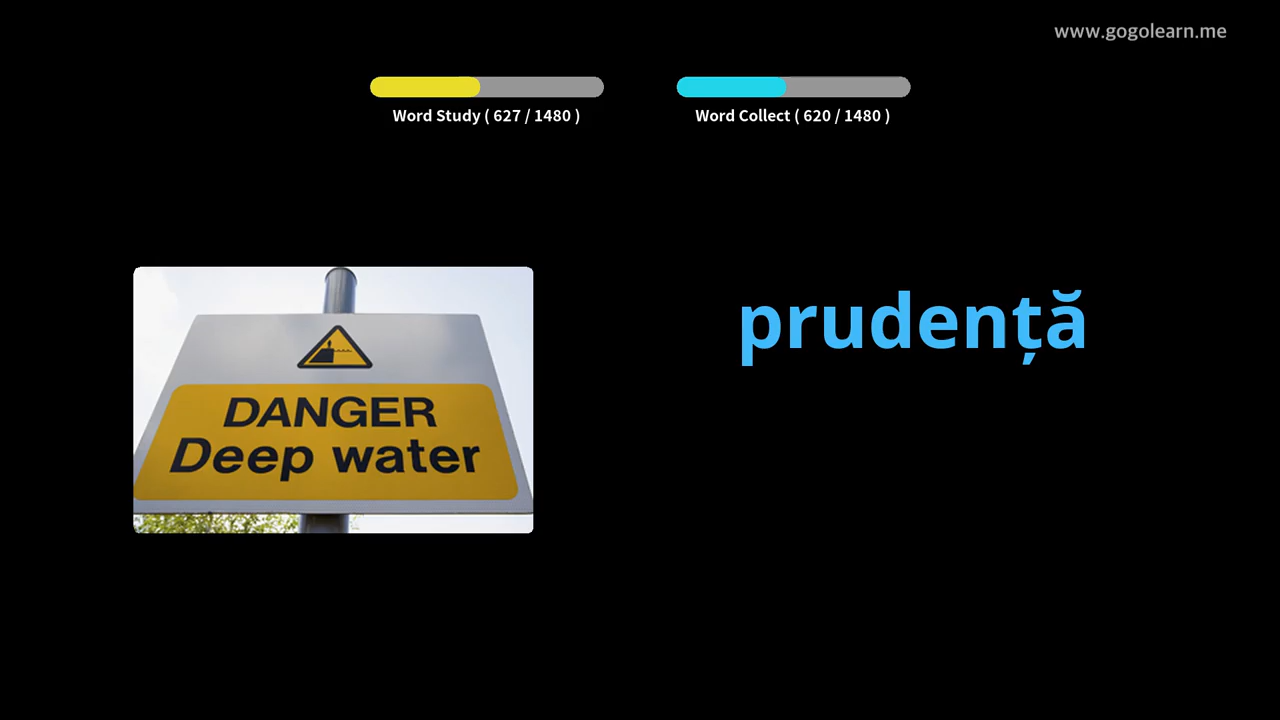 www.gogolearn.me
Word Study ( 627 / 1480 )
Word Collect ( 620 / 1480 )
prudență
DANGER
Deep water